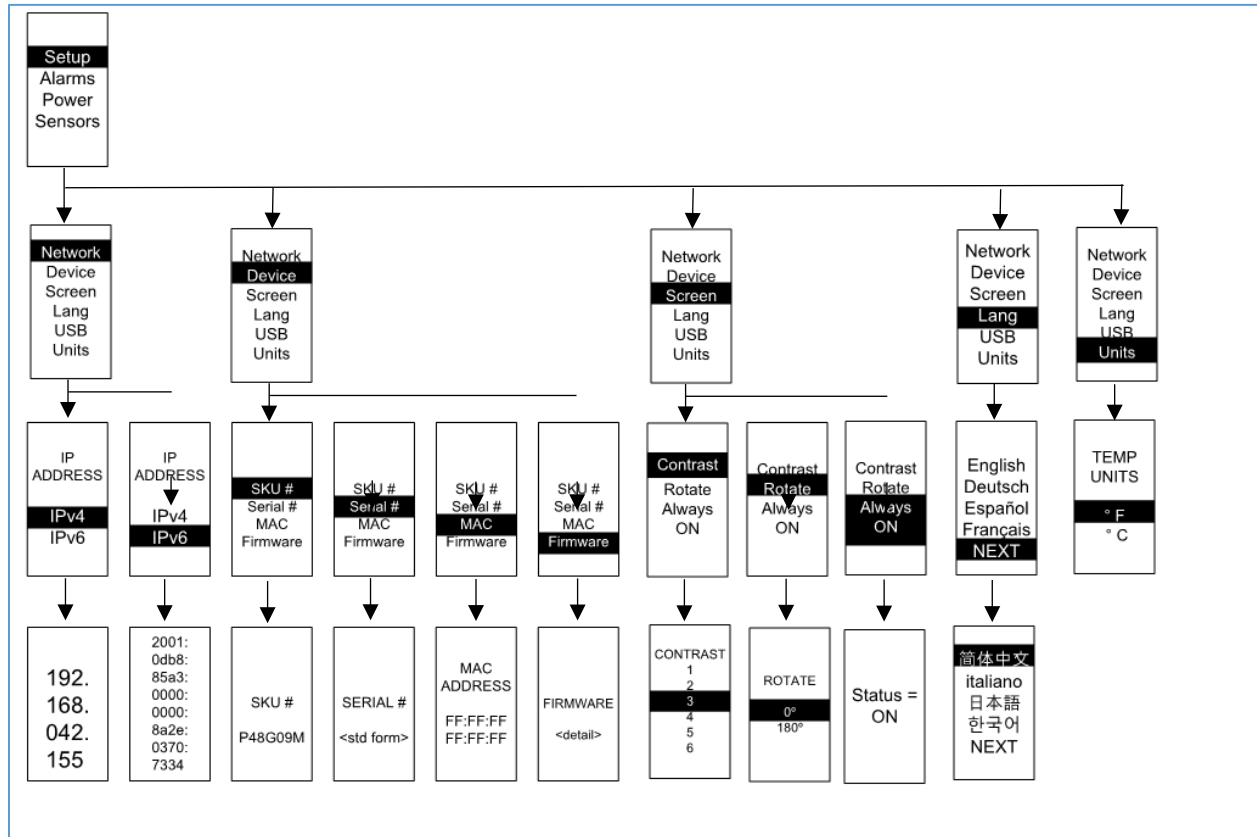 Setup
Alarms
Power
Sensors
Network
Device
Screen
Lang
USB
Units
Network
Device
Screen
Lang
USB
Units
Network
Device
Screen
Lang
USB
Units
Network
Device
Screen
Lang
USB
Units
Network
Device
Screen
Lang
USB
Units
IP
ADDRESS
IPv4
IPv6
IP
ADDRESS
IPv4
IPv6
SKU #
Serial #
MAC
Firmware
SKU #
Serial #
MAC
Firmware
SKU #
Serial #
MAC
Firmware
SKU #
Serial #
MAC
Firmware
Contrast
Rotate
Always
ON
Contrast
Rotate
Always
ON
Contrast
Rotate
Always
ON
English
Deutsch
Español
Français
NEXT
TEMP
UNITS
° F
° C
192.
168.
042.
155
2001:
0db8:
85a3:
0000:
0000:
8a2e:
0370:
7334
SKU #
P48G09M
SERIAL #
<std form>
MAC
ADDRESS
FF:FF:FF
FF:FF:FF
FIRMWARE
<detail>
CONTRAST
1
2
3
4
5
6
ROTATE
0º
180º
Status =
ON
简体中文
italiano
日本語
한국어
NEXT